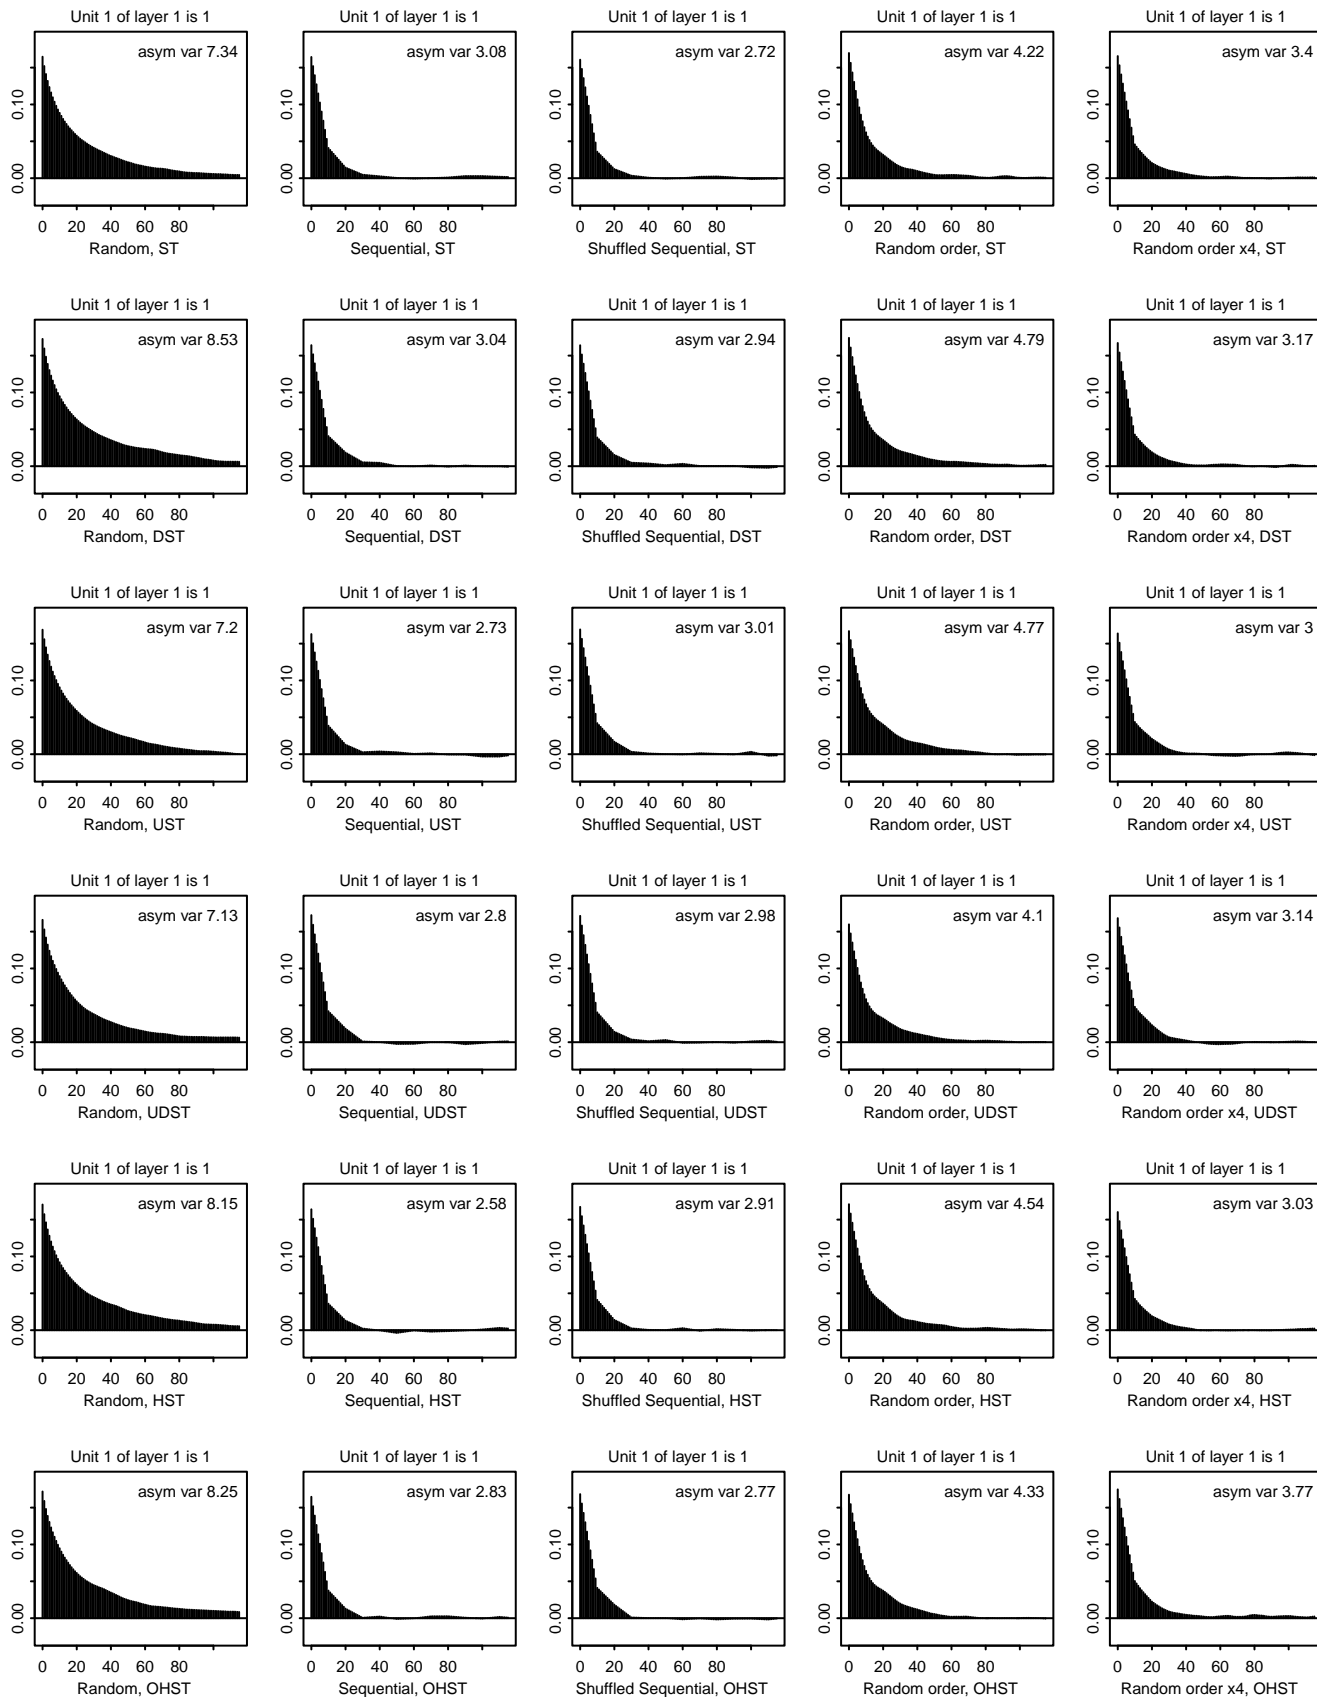 Unit 1 of layer 1 is 1 Unit 1 of layer 1 is 1 Unit 1 of layer 1 is 1 Unit 1 of layer 1 is 1 Unit 1 of layer 1 is 1
asym var 7.34 asym var 3.08 asym var 2.72 asym var 4.22 asym var 3.4
0.10 0.10 0.10 0.10 0.10
0.00 0.00 0.00 0.00 0.00
0 20 40 60 80 0 20 40 60 80 0 20 40 60 80 0 20 40 60 80 0 20 40 60 80
Random, ST Sequential, ST Shuffled Sequential, ST Random order, ST Random order x4, ST
Unit 1 of layer 1 is 1 Unit 1 of layer 1 is 1 Unit 1 of layer 1 is 1 Unit 1 of layer 1 is 1 Unit 1 of layer 1 is 1
asym var 8.53 asym var 3.04 asym var 2.94 asym var 4.79 asym var 3.17
0.10 0.10 0.10 0.10 0.10
0.00 0.00 0.00 0.00 0.00
0 20 40 60 80 0 20 40 60 80 0 20 40 60 80 0 20 40 60 80 0 20 40 60 80
Random, DST Sequential, DST Shuffled Sequential, DST Random order, DST Random order x4, DST
Unit 1 of layer 1 is 1 Unit 1 of layer 1 is 1 Unit 1 of layer 1 is 1 Unit 1 of layer 1 is 1 Unit 1 of layer 1 is 1
asym var 7.2 asym var 2.73 asym var 3.01 asym var 4.77 asym var 3
0.10 0.10 0.10 0.10 0.10
0.00 0.00 0.00 0.00 0.00
0 20 40 60 80 0 20 40 60 80 0 20 40 60 80 0 20 40 60 80 0 20 40 60 80
Random, UST Sequential, UST Shuffled Sequential, UST Random order, UST Random order x4, UST
Unit 1 of layer 1 is 1 Unit 1 of layer 1 is 1 Unit 1 of layer 1 is 1 Unit 1 of layer 1 is 1 Unit 1 of layer 1 is 1
asym var 7.13 asym var 2.8 asym var 2.98 asym var 4.1 asym var 3.14
0.10 0.10 0.10 0.10 0.10
0.00 0.00 0.00 0.00 0.00
0 20 40 60 80 0 20 40 60 80 0 20 40 60 80 0 20 40 60 80 0 20 40 60 80
Random, UDST Sequential, UDST Shuffled Sequential, UDST Random order, UDST Random order x4, UDST
Unit 1 of layer 1 is 1 Unit 1 of layer 1 is 1 Unit 1 of layer 1 is 1 Unit 1 of layer 1 is 1 Unit 1 of layer 1 is 1
asym var 8.15 asym var 2.58 asym var 2.91 asym var 4.54 asym var 3.03
0.10 0.10 0.10 0.10 0.10
0.00 0.00 0.00 0.00 0.00
0 20 40 60 80 0 20 40 60 80 0 20 40 60 80 0 20 40 60 80 0 20 40 60 80
Random, HST Sequential, HST Shuffled Sequential, HST Random order, HST Random order x4, HST
Unit 1 of layer 1 is 1 Unit 1 of layer 1 is 1 Unit 1 of layer 1 is 1 Unit 1 of layer 1 is 1 Unit 1 of layer 1 is 1
asym var 8.25 asym var 2.83 asym var 2.77 asym var 4.33 asym var 3.77
0.10 0.10 0.10 0.10 0.10
0.00 0.00 0.00 0.00 0.00
0 20 40 60 80 0 20 40 60 80 0 20 40 60 80 0 20 40 60 80 0 20 40 60 80
Random, OHST Sequential, OHST Shuffled Sequential, OHST Random order, OHST Random order x4, OHST